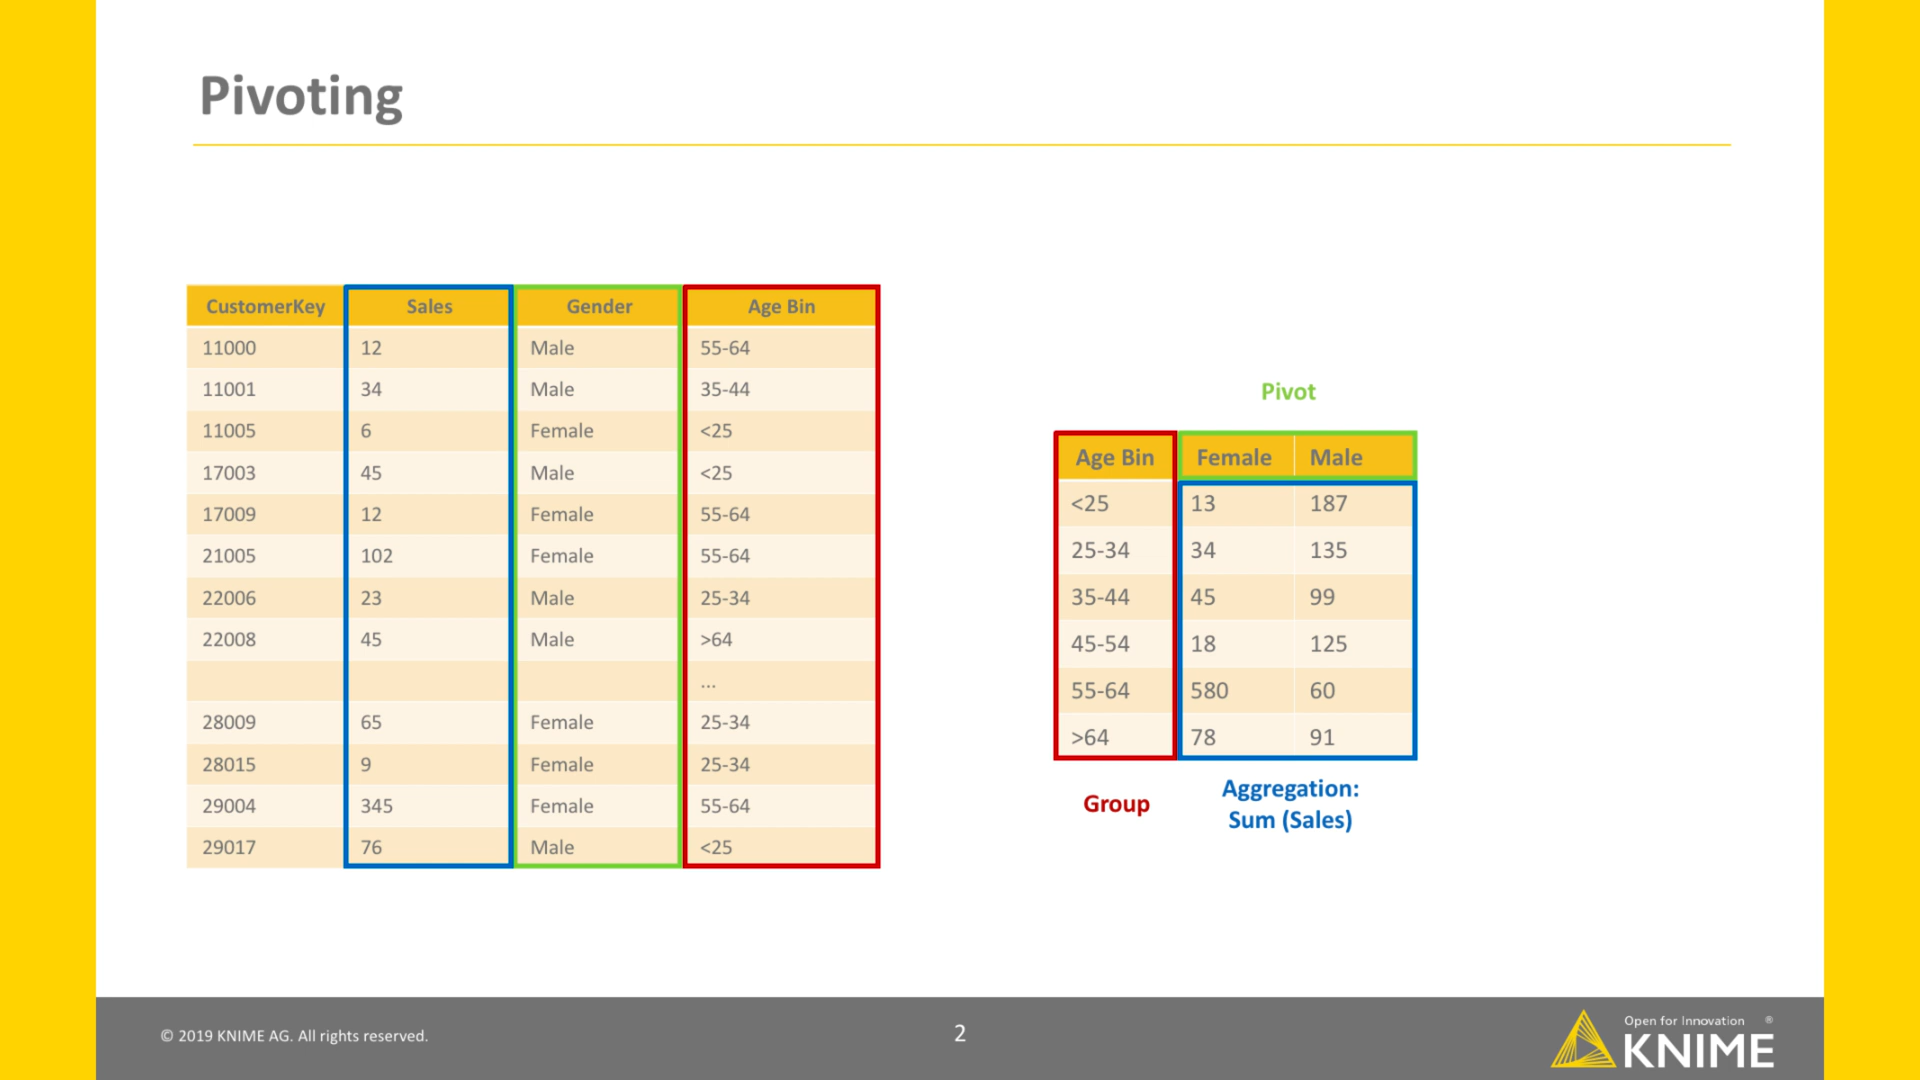 Pivoting
CustomerKey Sales Gender Age Bin
11000 12 Male 55-64
11001 34 Male 35-44
11005 6 Female <25
17003 45 Male <25
17009 12 Female 55-64
21005 102 Female 55-64
22006 23 Male 25-34
22008 45 Male >64
...
28009 65 Female 25-34
28015 9 Female 25-34
29004 345 Female 55-64
29017 76 Male <25
Pivot
Age Bin Female Male
<25 13 187
25-34 34 135
35-44 45 99
45-54 18 125
55-64 580 60
>64 78 91
Group
Aggregation:
Sum (Sales)
© 2019 KNIME AG. All rights reserved.
2
Open for Innovation ®
KNIME